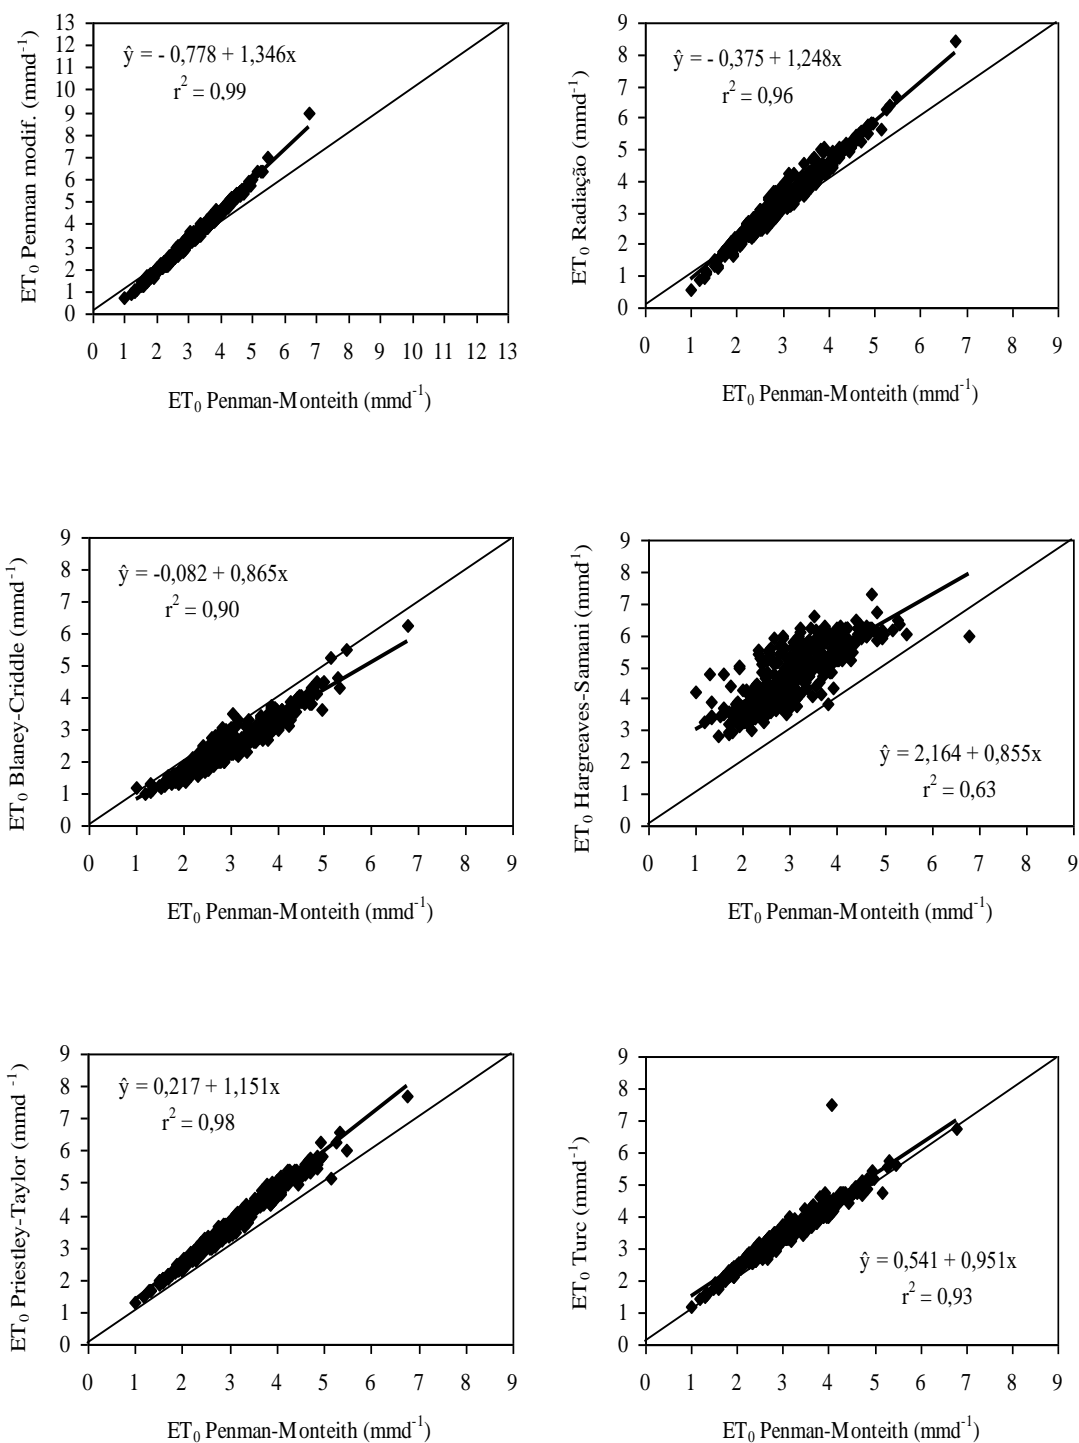 ŷ = - 0,778 + 1,346x
r² = 0,99
ET₀ Penman modif. (mmd⁻¹)
13
12
11
10
9
8
7
6
5
4
3
2
1
0
0 1 2 3 4 5 6 7 8 9 10 11 12 13
ET₀ Penman-Monteith (mmd⁻¹)
ŷ = - 0,375 + 1,248x
r² = 0,96
ET₀ Radiação (mmd⁻¹)
9
8
7
6
5
4
3
2
1
0
0 1 2 3 4 5 6 7 8 9
ET₀ Penman-Monteith (mmd⁻¹)
ŷ = -0,082 + 0,865x
r² = 0,90
ET₀ Blaney-Criddle (mmd⁻¹)
9
8
7
6
5
4
3
2
1
0
0 1 2 3 4 5 6 7 8 9
ET₀ Penman-Monteith (mmd⁻¹)
ET₀ Hargreaves-Samani (mmd¹)
9
8
7
6
5
4
3
2
1
0
ŷ = 2,164 + 0,855x
r² = 0,63
0 1 2 3 4 5 6 7 8 9
ET₀ Penman-Monteith (mmd⁻¹)
ŷ = 0,217 + 1,151x
r² = 0,98
ET₀ Priestley-Taylor (mmd ⁻¹)
9
8
7
6
5
4
3
2
1
0
0 1 2 3 4 5 6 7 8 9
ET₀ Penman-Monteith (mmd⁻¹)
ET₀ Turc (mmd⁻¹)
9
8
7
6
5
4
3
2
1
0
ŷ = 0,541 + 0,951x
r² = 0,93
0 1 2 3 4 5 6 7 8 9
ET₀ Penman-Monteith (mmd⁻¹)